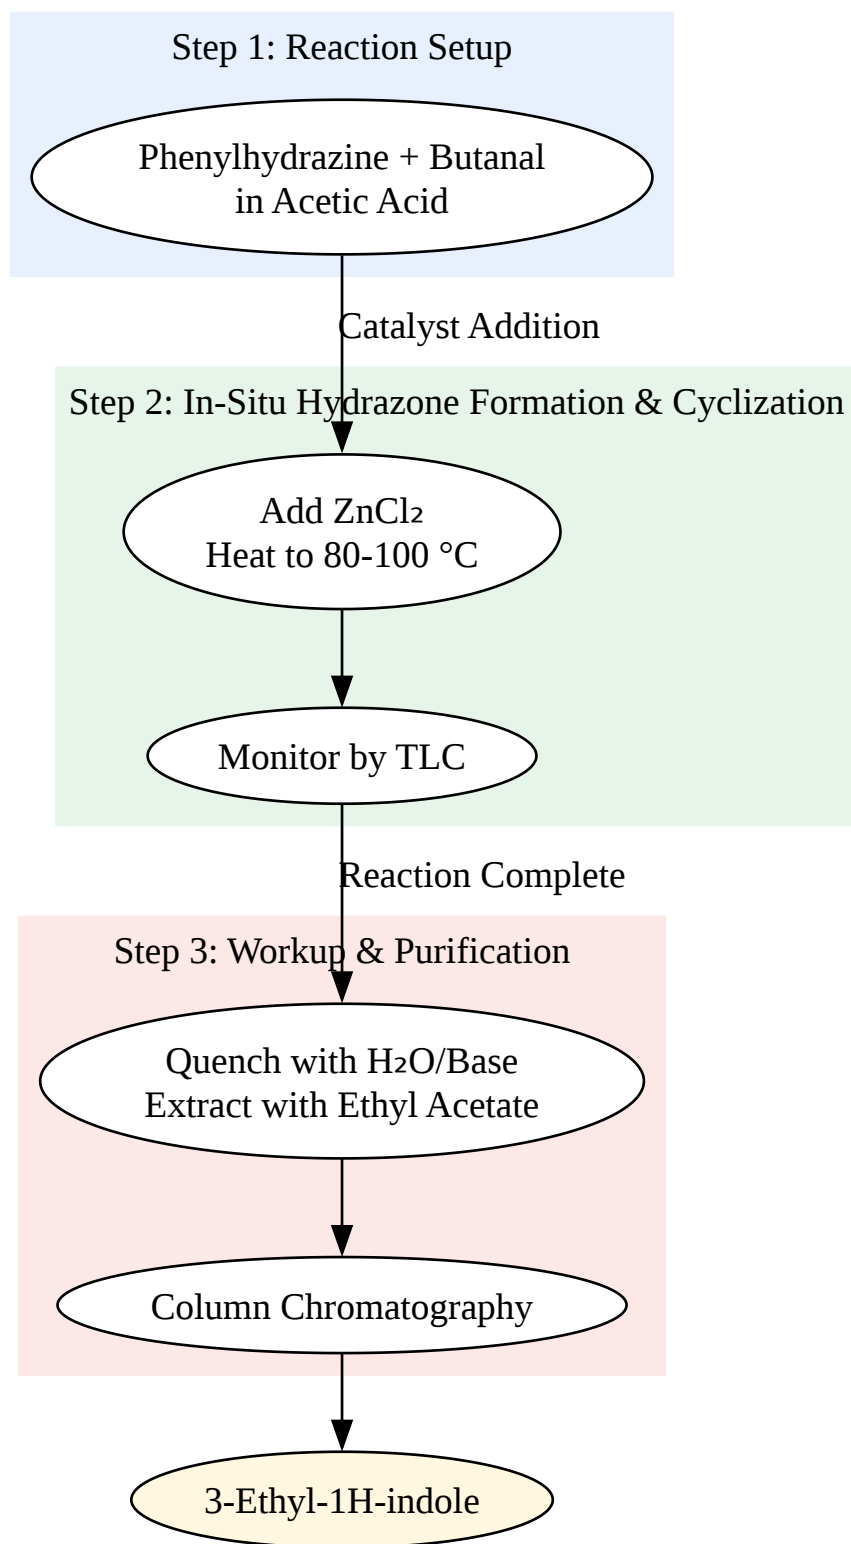 Step 1: Reaction Setup
Phenylhydrazine + Butanal
in Acetic Acid
Catalyst Addition
Step 2: In-Situ Hydrazone Formation & Cyclization
Add ZnCl₂
Heat to 80-100 °C
Monitor by TLC
Reaction Complete
Step 3: Workup & Purification
Quench with H₂O/Base
Extract with Ethyl Acetate
Column Chromatography
3-Ethyl-1H-indole